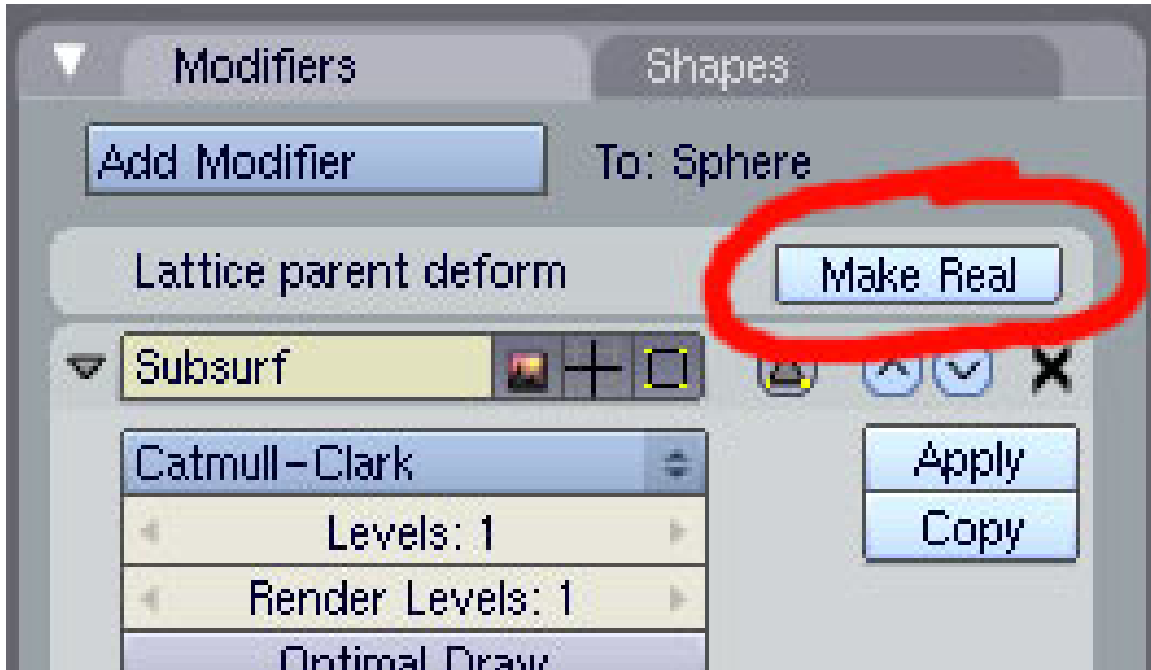 Modifiers Shapes
Add Modifier To: Sphere
Lattice parent deform Make Real
Subsurf
Catmull-Clark Apply
Levels: 1 Copy
Render Levels: 1
Optimal Draw